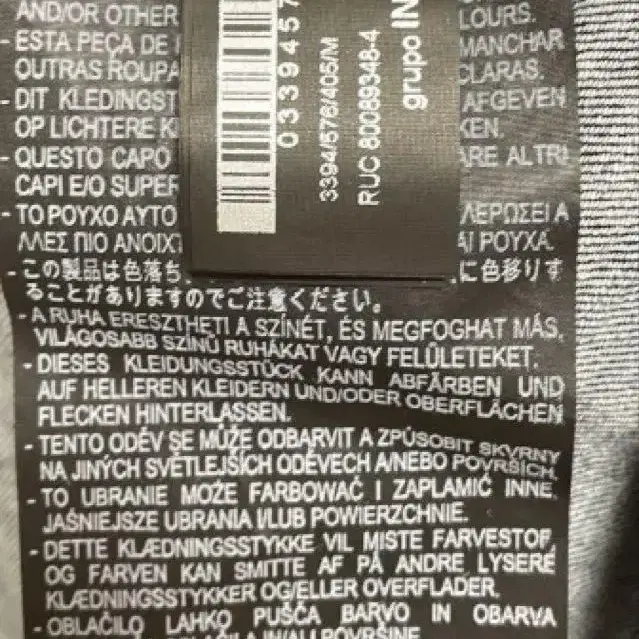 AND/OR OTHER
LOURS.
- ESTA PEÇA DE
MANCHAR
OUTRAS ROUPA
CLARAS.
- DIT KLEDINGST
AFGEVEN
OP LICHTERE K
KEN.
- QUESTO CAPO
ARE ALTRI
CAPI E/O SUPER
- ΤΟ ΡΟΥΧΟ ΑΥΤΟ
ΛΕΡΩΣΕΙ Α
ΛΛΕΣ ΠΙΟ ΑΝΟΙΧ
ΑΙ ΡΟΥΧΑ.
- この製品は色落ち
に色移りす
ることがありますのでご注意ください。
- A RUHA ERESZTHETI A SZÍNÉT, ÉS MEGFOGHAT MÁS,
VILÁGOSABB SZÍNŰ RUHÁKAT VAGY FELÜLETEKET.
- DIESES KLEIDUNGSSTÜCK KANN ABFÄRBEN UND
AUF HELLEREN KLEIDERN UND/ODER OBERFLÄCHEN
FLECKEN HINTERLASSEN.
- TENTO ODĚV SE MŮŽE ODBARVIT A ZPŮSOBIT SKVRNY
NA JINÝCH SVĚTLEJŠÍCH ODĚVECH A/NEBO POVRŠÍCH.
- TO UBRANIE MOŻE FARBOWAĆ I ZAPLAMIĆ INNE,
JAŚNIEJSZE UBRANIA I/LUB POWIERZCHNIE.
- DETTE KLÆDNINGSSTYKKE VIL MISTE FARVESTOF,
OG FARVEN KAN SMITTE AF PÅ ANDRE LYSERE
KLÆDNINGSSTYKKER OG/ELLER OVERFLADER.
- OBLAČILO LAHKO PUŠČA BARVO IN OBARVA
ČILA IN/ALI POVRŠINE
0339457
3394/576/405/M
RUC 80089348-4
grupo IN